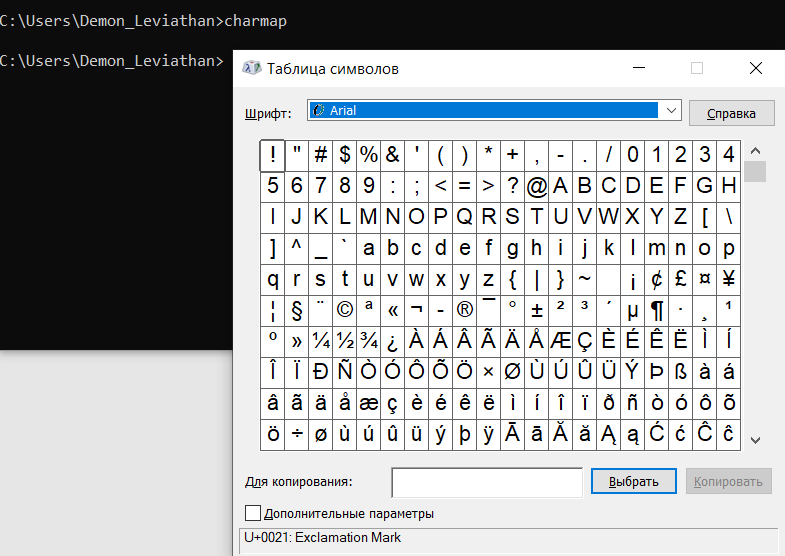 C:\Users\Demon_Leviathan>charmap
C:\Users\Demon_Leviathan>
Таблица символов
Шрифт: Arial Справка
! " # $ % & ' ( ) * + , - . / 0 1 2 3 4
5 6 7 8 9 : ; < = > ? @ A B C D E F G H
I J K L M N O P Q R S T U V W X Y Z [ \
] ^ _ ` a b c d e f g h i j k l m n o p
q r s t u v w x y z { | } ~ ¡ ¢ £ ¤ ¥
¦ § ¨ © ª « ¬ - ® ¯ ° ± ² ³ ´ µ ¶ · ¸ ¹
º » ¼ ½ ¾ ¿ À Á Â Ã Ä Å Æ Ç È É Ê Ë Ì Í
Î Ï Ð Ñ Ò Ó Ô Õ Ö × Ø Ù Ú Û Ü Ý Þ ß à á
â ã ä å æ ç è é ê ë ì í î ï ð ñ ò ó ô õ
ö ÷ ø ù ú û ü ý þ ÿ Ā ā Ă ă Ą ą Ć ć Ĉ ĉ
Для копирования: Выбрать Копировать
Дополнительные параметры
U+0021: Exclamation Mark